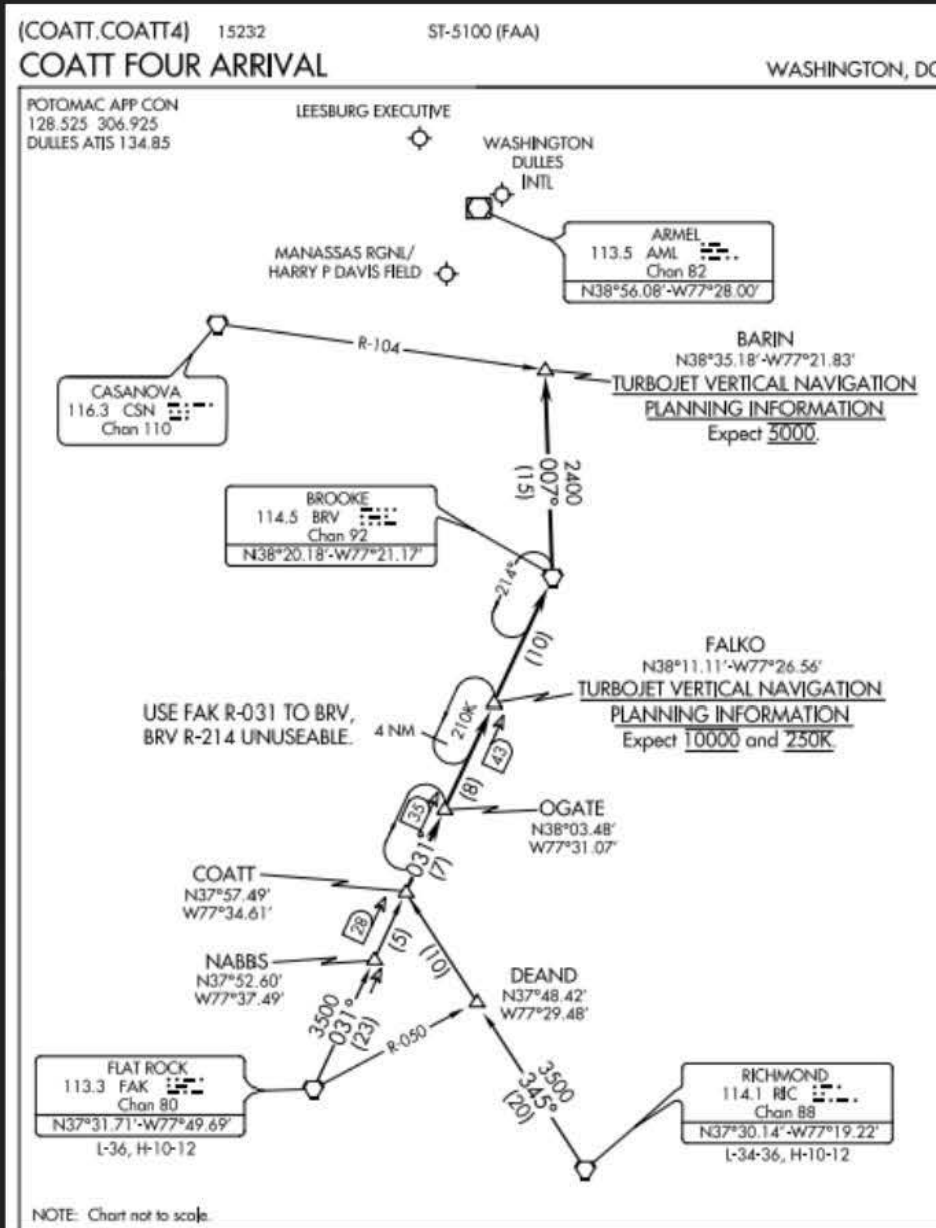 (COATT.COATT4) 15232 ST-5100 (FAA)
COATT FOUR ARRIVAL WASHINGTON, DC
POTOMAC APP CON
128.525 306.925
DULLES ATIS 134.85
LEESBURG EXECUTIVE
WASHINGTON
DULLES
INTL
ARMEL
113.5 AML
Chan 82
N38°56.08'-W77°28.00'
MANASSAS RGNL/
HARRY P DAVIS FIELD
R-104
BARIN
N38°35.18'-W77°21.83'
TURBOJET VERTICAL NAVIGATION
PLANNING INFORMATION
Expect 5000.
CASANOVA
116.3 CSN
Chan 110
2400
007°
(15)
BROOKE
114.5 BRV
Chan 92
N38°20.18'-W77°21.17'
214°
(10)
FALKO
N38°11.11'-W77°26.56'
TURBOJET VERTICAL NAVIGATION
PLANNING INFORMATION
Expect 10000 and 250K.
USE FAK R-031 TO BRV,
BRV R-214 UNUSEABLE.
4 NM
210K
43
(8)
OGATE
N38°03.48'
W77°31.07'
35
031°
(7)
COATT
N37°57.49'
W77°34.61'
28
(5)
(10)
NABBS
N37°52.60'
W77°37.49'
DEAND
N37°48.42'
W77°29.48'
3500
031°
(23)
R-050
3500
345°
(20)
FLAT ROCK
113.3 FAK
Chan 80
N37°31.71'-W77°49.69'
L-36, H-10-12
RICHMOND
114.1 RIC
Chan 88
N37°30.14'-W77°19.22'
L-34-36, H-10-12
NOTE: Chart not to scale.